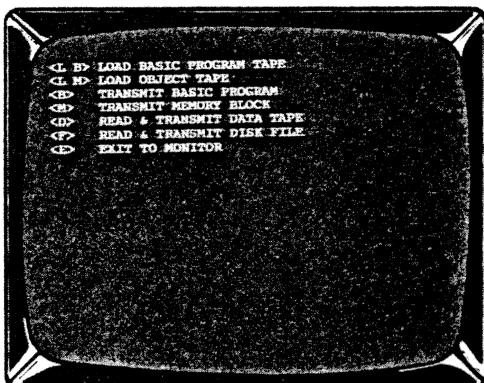 <L B> LOAD BASIC PROGRAM TAPE
<L M> LOAD OBJECT TAPE
<B> TRANSMIT BASIC PROGRAM
<M> TRANSMIT MEMORY BLOCK
<D> READ & TRANSMIT DATA TAPE
<F> READ & TRANSMIT DISK FILE
<E> EXIT TO MONITOR